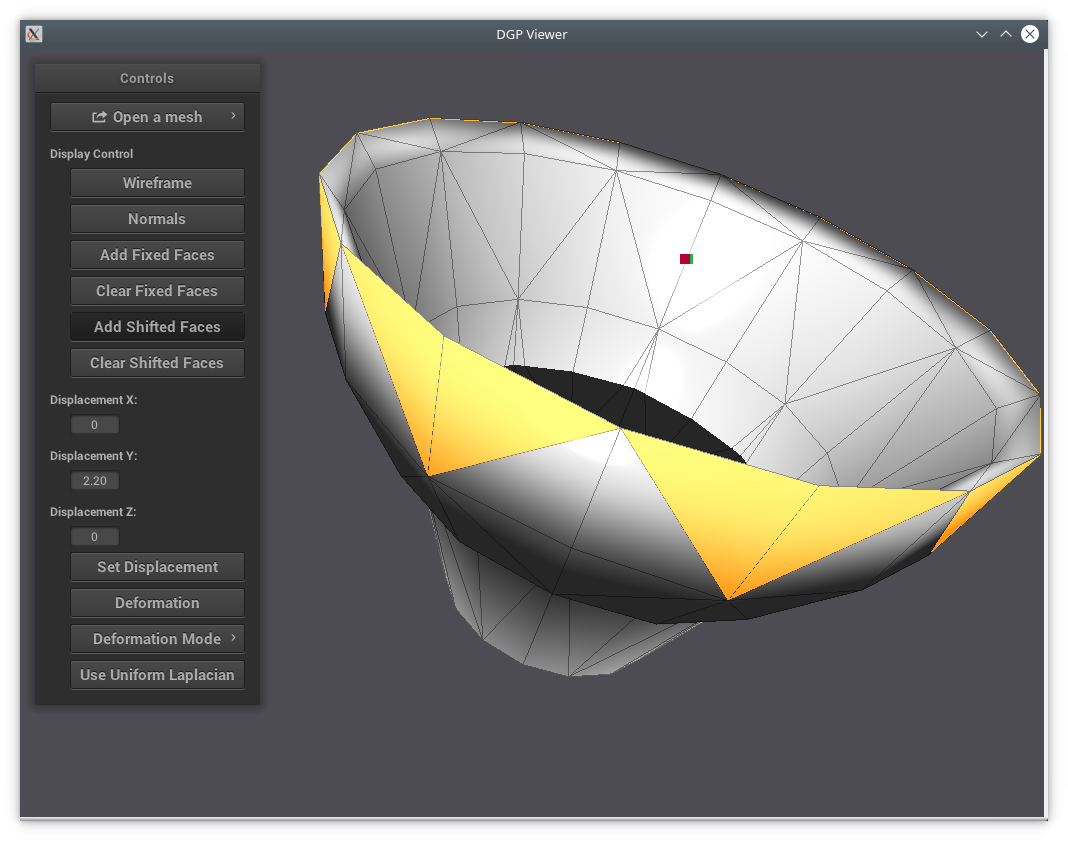 DGP Viewer
Controls
Open a mesh
Display Control
Wireframe
Normals
Add Fixed Faces
Clear Fixed Faces
Add Shifted Faces
Clear Shifted Faces
Displacement X:
0
Displacement Y:
2.20
Displacement Z:
0
Set Displacement
Deformation
Deformation Mode
Use Uniform Laplacian